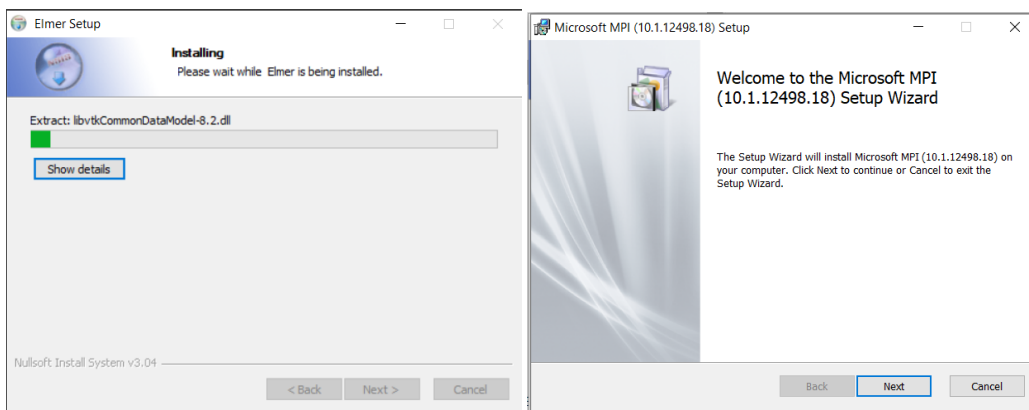 Elmer Setup
Installing
Please wait while Elmer is being installed.
Extract: libvtkCommonDataModel-8.2.dll
Show details
Nullsoft Install System v3.04
< Back
Next >
Cancel
Microsoft MPI (10.1.12498.18) Setup
Welcome to the Microsoft MPI
(10.1.12498.18) Setup Wizard
The Setup Wizard will install Microsoft MPI (10.1.12498.18) on
your computer. Click Next to continue or Cancel to exit the
Setup Wizard.
Back
Next
Cancel